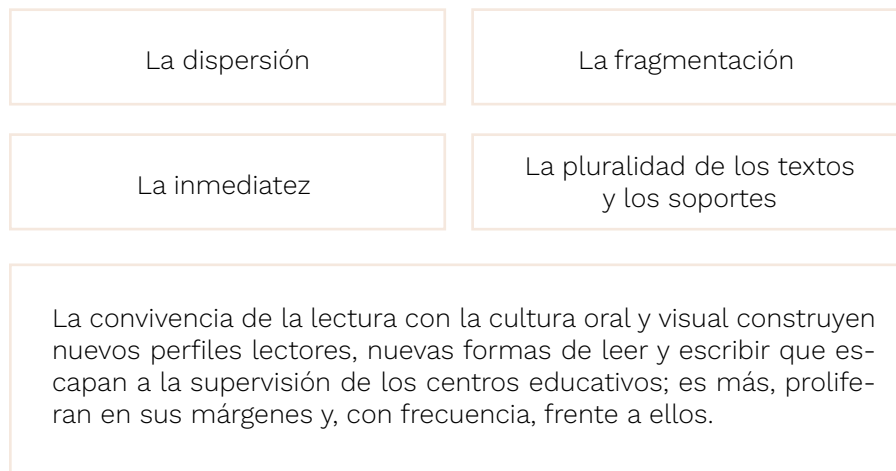 La dispersión
La fragmentación
La inmediatez
La pluralidad de los textos
y los soportes
La convivencia de la lectura con la cultura oral y visual construyen
nuevos perfiles lectores, nuevas formas de leer y escribir que es-
capan a la supervisión de los centros educativos; es más, prolife-
ran en sus márgenes y, con frecuencia, frente a ellos.